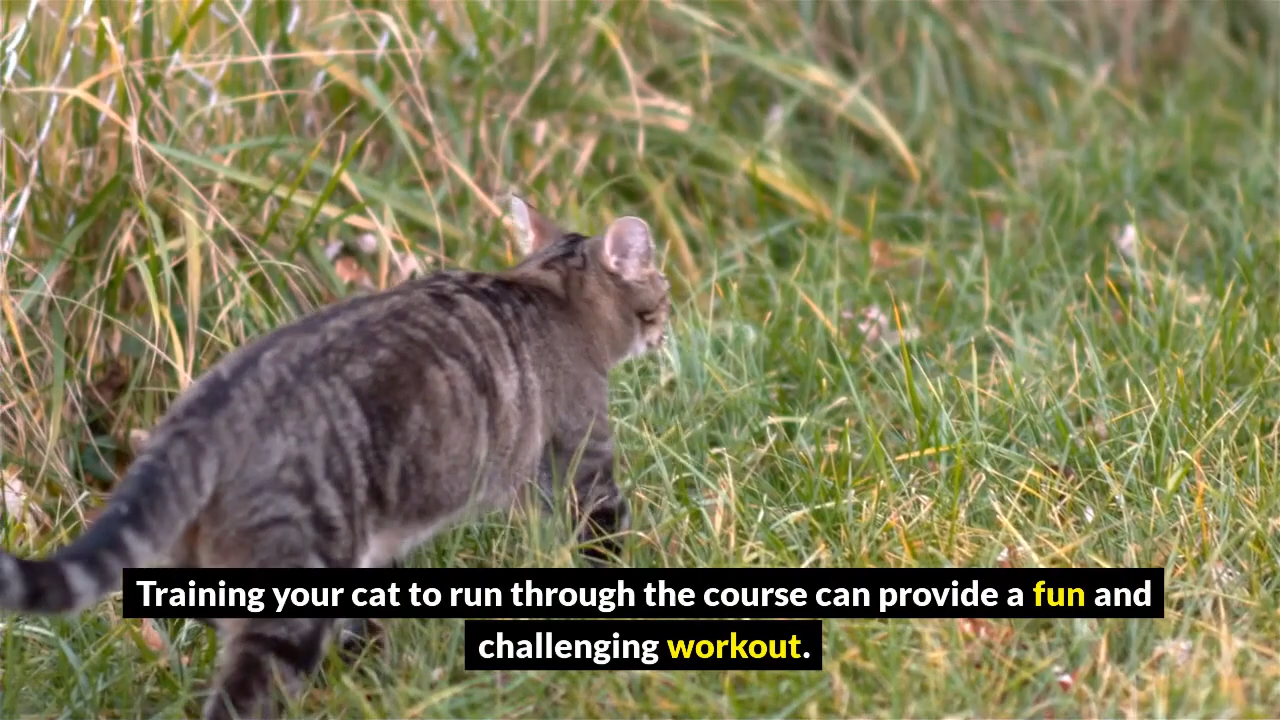 Training your cat to run through the course can provide a fun and
challenging workout.